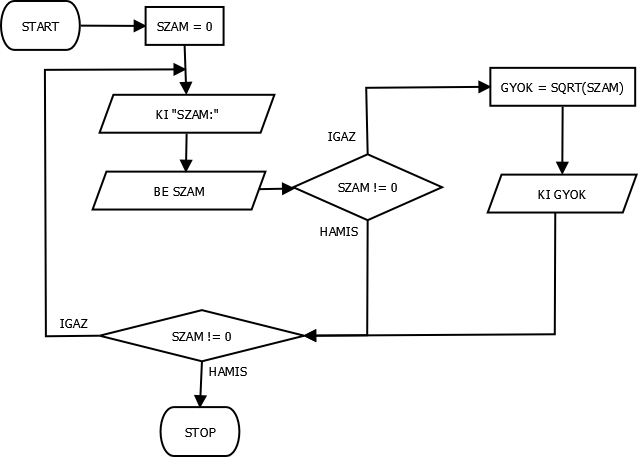 START
SZAM = 0
KI "SZAM:"
BE SZAM
IGAZ
SZAM != 0
HAMIS
GYOK = SQRT(SZAM)
KI GYOK
IGAZ
SZAM != 0
HAMIS
STOP